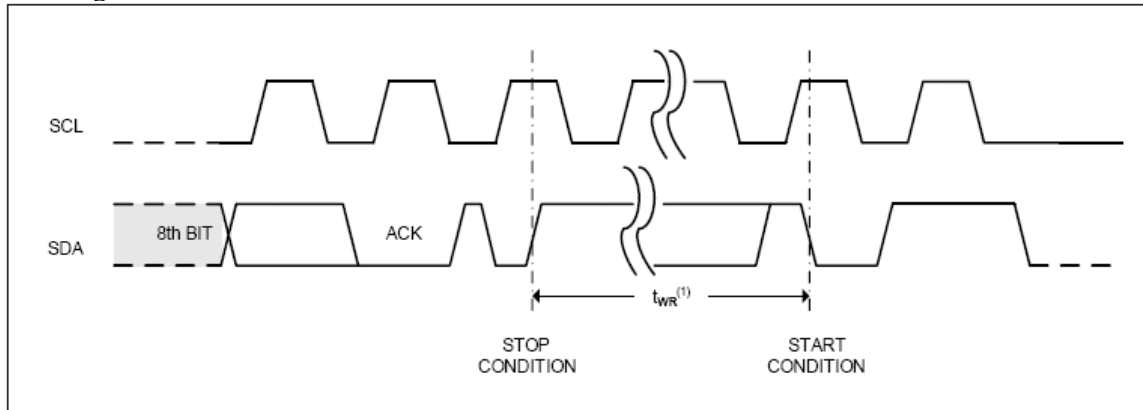 SCL
8th BIT
ACK
SDA
tWR(1)
STOP
CONDITION
START
CONDITION